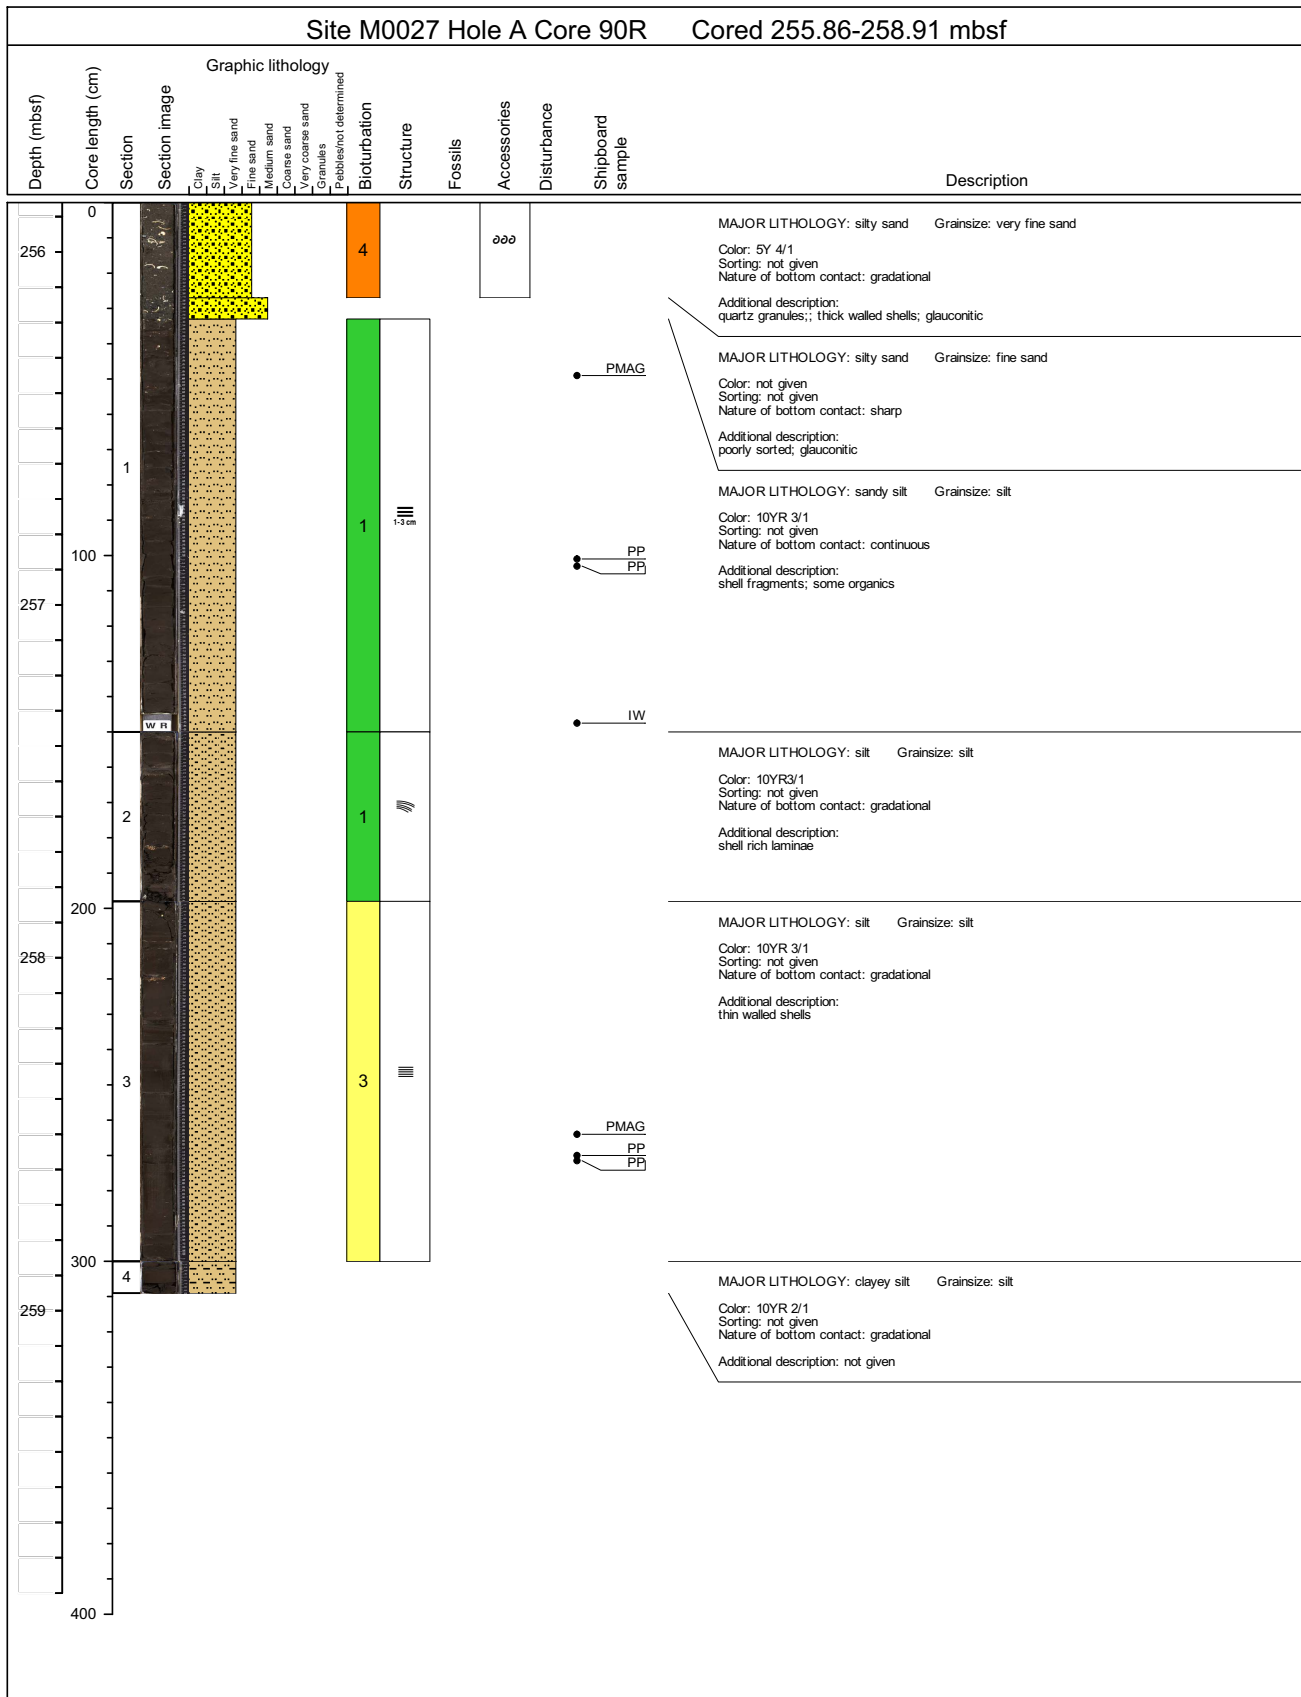 Site M0027 Hole A Core 90R Cored 255.86-258.91 mbsf
Graphic lithology
Depth (mbsf)
Core length (cm)
Section
Section image
Clay
Silt
Very fine sand
Fine sand
Medium sand
Coarse sand
Very coarse sand
Granules
Pebbles/not determined
Bioturbation
Structure
Fossils
Accessories
Disturbance
Shipboard
sample
Description
0
256
4
MAJOR LITHOLOGY: silty sand Grainsize: very fine sand
Color: 5Y 4/1
Sorting: not given
Nature of bottom contact: gradational
Additional description:
quartz granules;; thick walled shells; glauconitic
MAJOR LITHOLOGY: silty sand Grainsize: fine sand
Color: not given
Sorting: not given
Nature of bottom contact: sharp
Additional description:
poorly sorted; glauconitic
PMAG
1
MAJOR LITHOLOGY: sandy silt Grainsize: silt
Color: 10YR 3/1
Sorting: not given
Nature of bottom contact: continuous
Additional description:
shell fragments; some organics
1
1-3 cm
100
PP
PP
257
IW
W R
MAJOR LITHOLOGY: silt Grainsize: silt
Color: 10YR3/1
Sorting: not given
Nature of bottom contact: gradational
Additional description:
shell rich laminae
2
1
200
MAJOR LITHOLOGY: silt Grainsize: silt
Color: 10YR 3/1
Sorting: not given
Nature of bottom contact: gradational
Additional description:
thin walled shells
258
3
3
PMAG
PP
PP
300
4
MAJOR LITHOLOGY: clayey silt Grainsize: silt
Color: 10YR 2/1
Sorting: not given
Nature of bottom contact: gradational
Additional description: not given
259
400